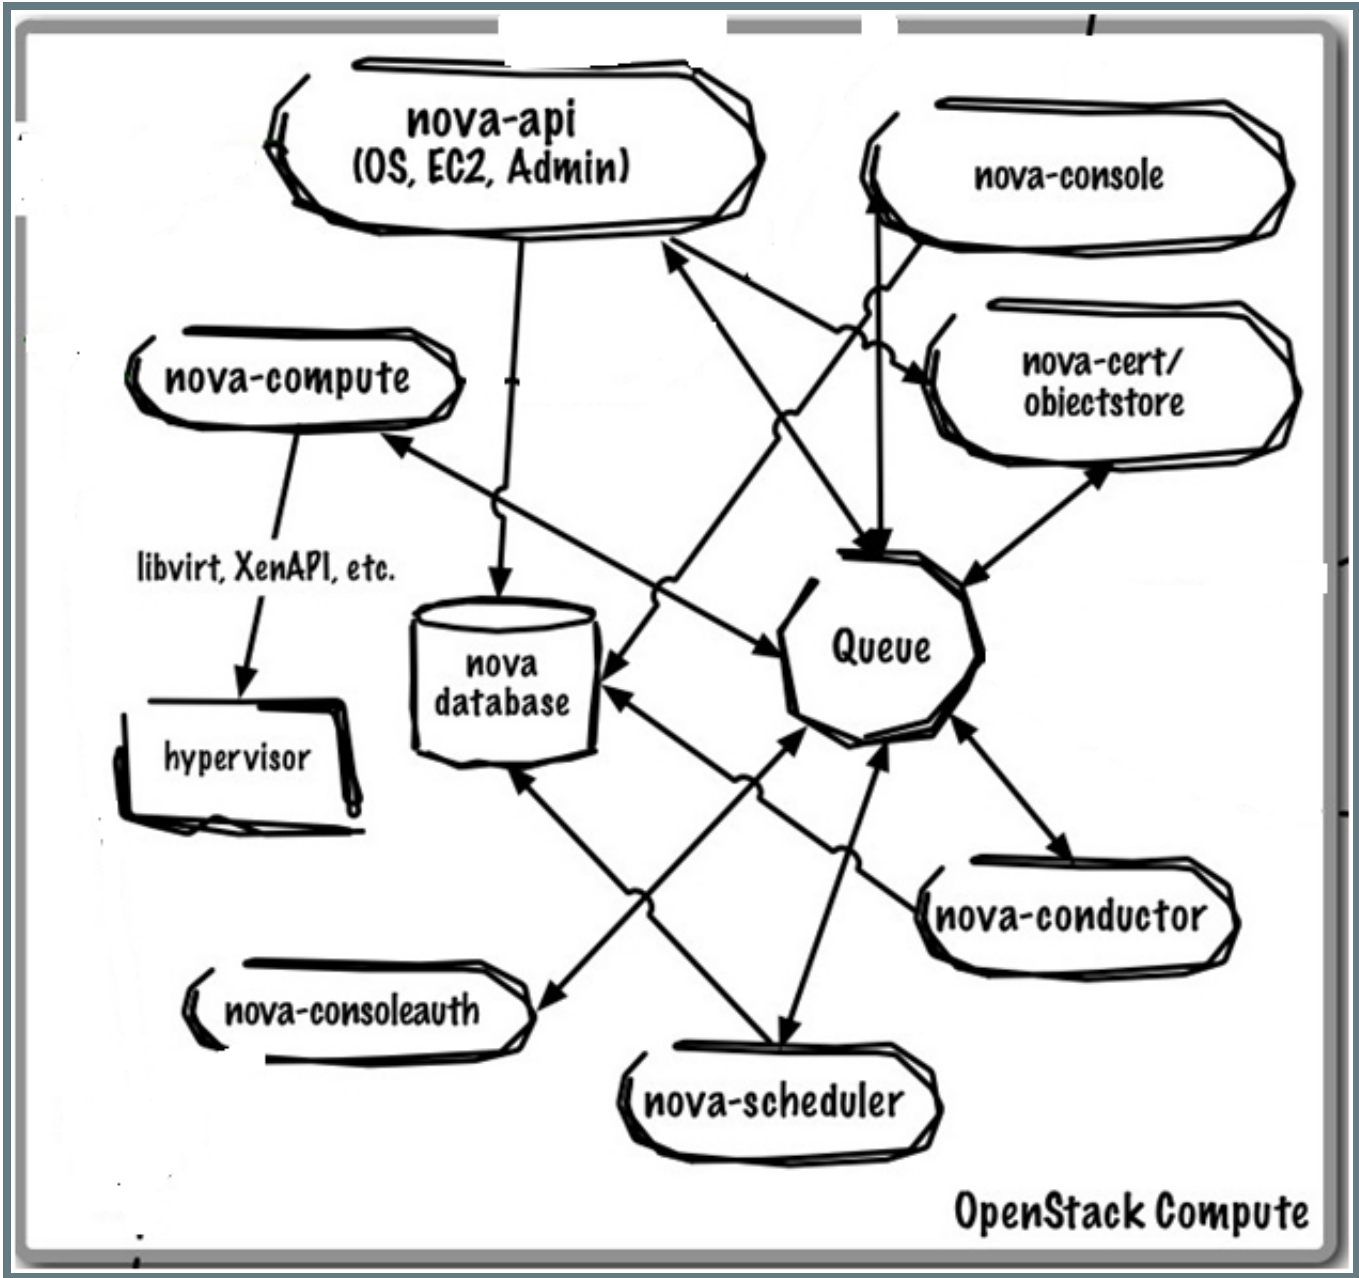 nova-api
(OS, EC2, Admin)
nova-console
nova-compute
nova-cert/
obiectstore
libvirt, XenAPI, etc.
nova
database
Queue
hypervisor
nova-conductor
nova-consoleauth
nova-scheduler
OpenStack Compute